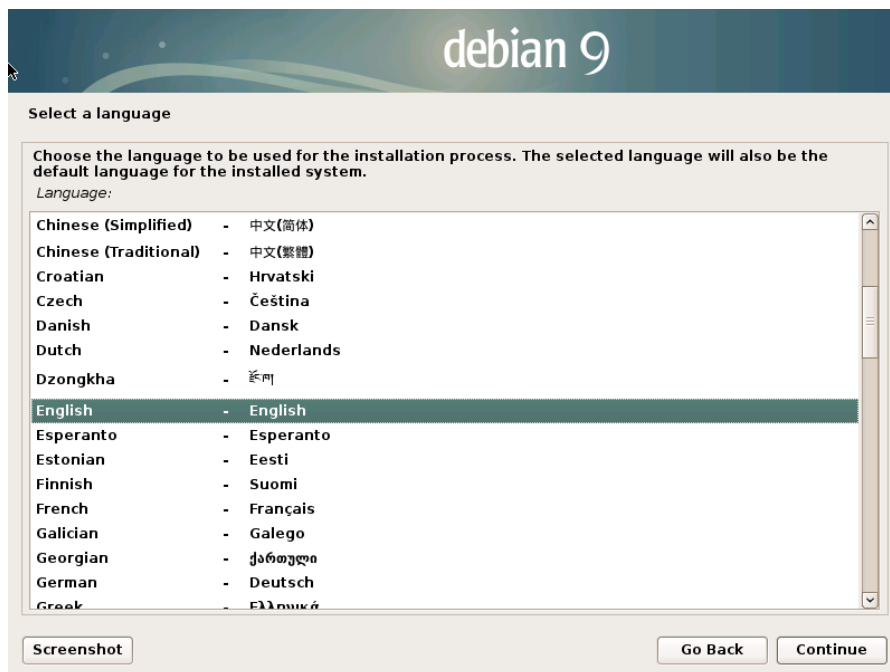 debian 9
Select a language
Choose the language to be used for the installation process. The selected language will also be the
default language for the installed system.
Language:
Chinese (Simplified) - 中文(简体)
Chinese (Traditional) - 中文(繁體)
Croatian - Hrvatski
Czech - Čeština
Danish - Dansk
Dutch - Nederlands
Dzongkha - རྫོང་ཁ།
English - English
Esperanto - Esperanto
Estonian - Eesti
Finnish - Suomi
French - Français
Galician - Galego
Georgian - ქართული
German - Deutsch
Greek - Ελληνικά
Screenshot Go Back Continue